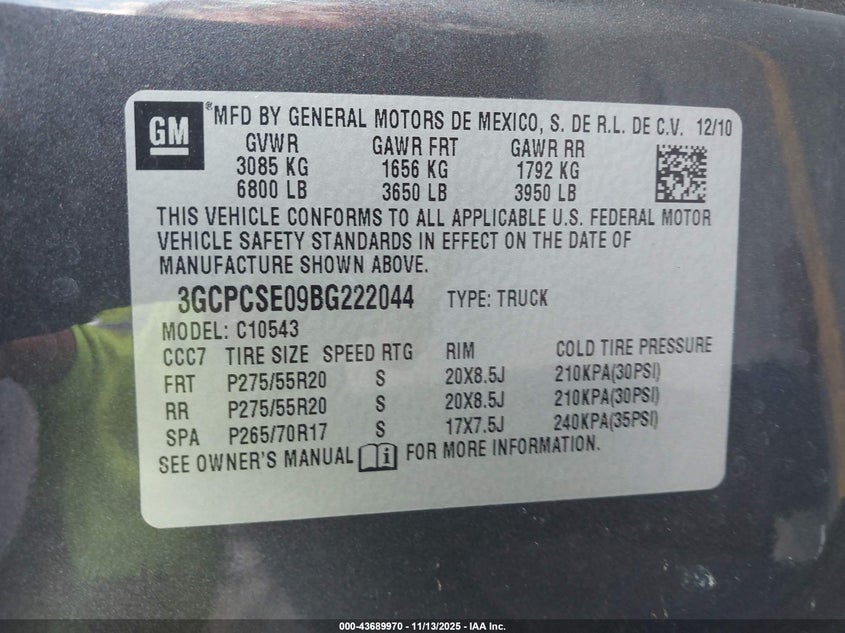 GM
® MFD BY GENERAL MOTORS DE MEXICO, S. DE R.L. DE C.V. 12/10
GVWR GAWR FRT GAWR RR
3085 KG 1656 KG 1792 KG
6800 LB 3650 LB 3950 LB
THIS VEHICLE CONFORMS TO ALL APPLICABLE U.S. FEDERAL MOTOR
VEHICLE SAFETY STANDARDS IN EFFECT ON THE DATE OF
MANUFACTURE SHOWN ABOVE.
3GCPCSE09BG222044 TYPE: TRUCK
MODEL: C10543
CCC7 TIRE SIZE SPEED RTG RIM COLD TIRE PRESSURE
FRT P275/55R20 S 20X8.5J 210KPA(30PSI)
RR P275/55R20 S 20X8.5J 210KPA(30PSI)
SPA P265/70R17 S 17X7.5J 240KPA(35PSI)
SEE OWNER'S MANUAL i FOR MORE INFORMATION.
000-43689970 - 11/13/2025 - IAA Inc.